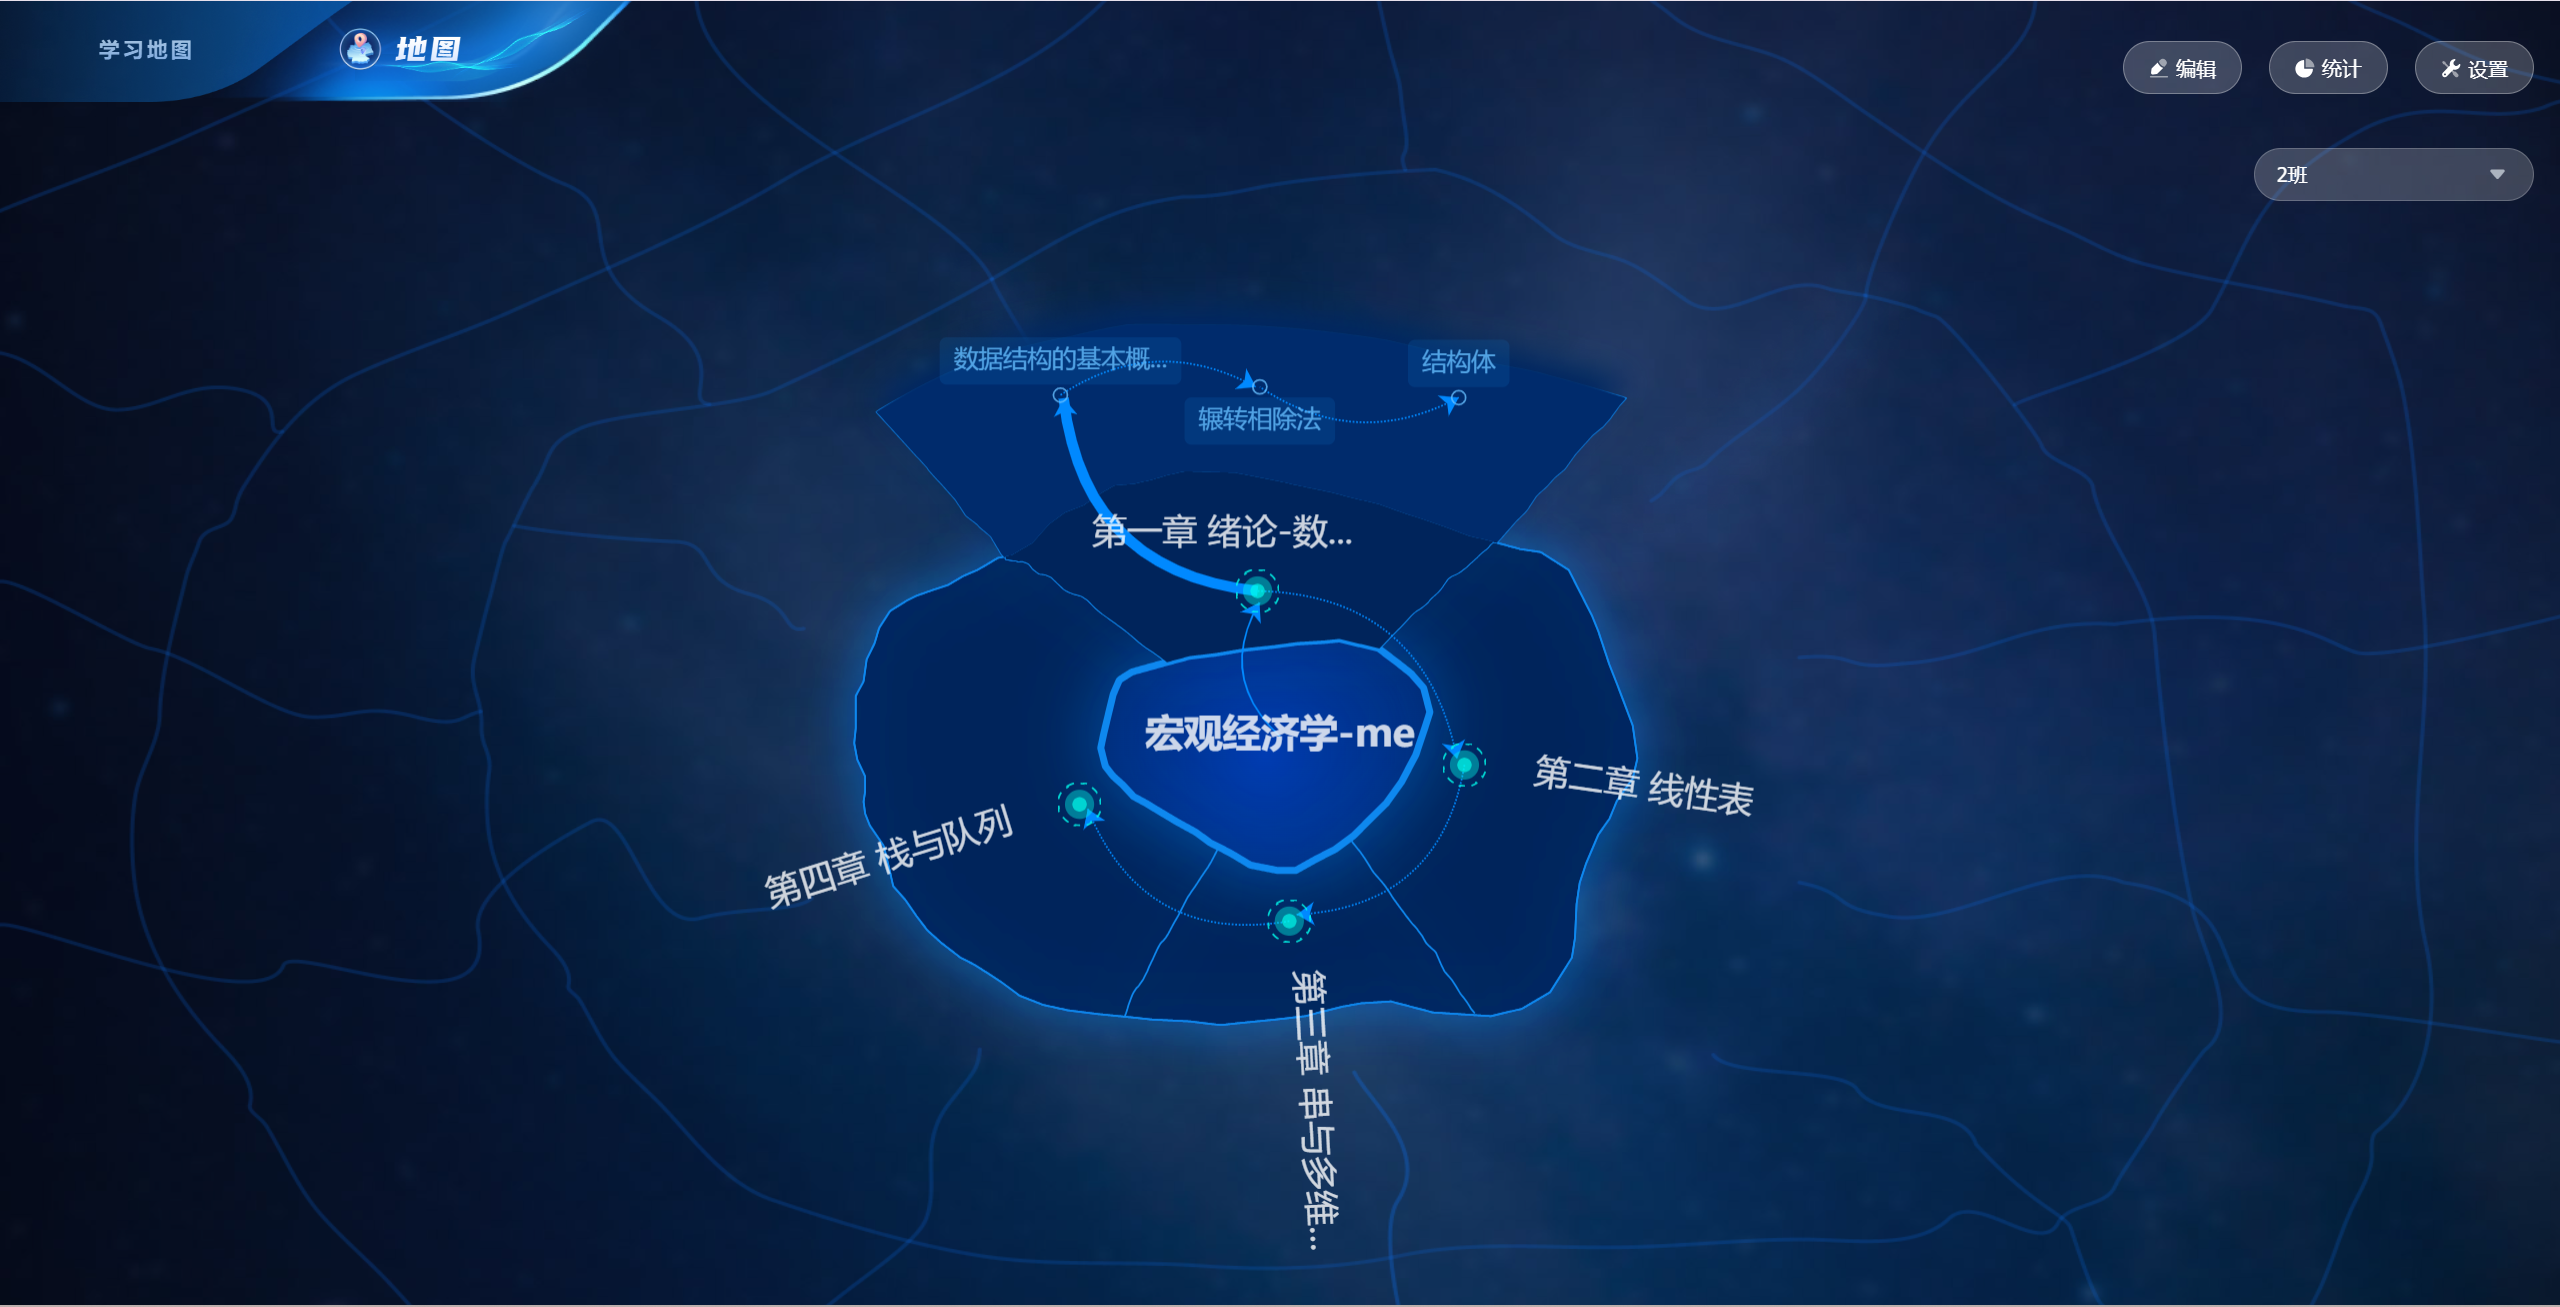 学习地图
地图
编辑
统计
设置
2班
数据结构的基本概...
结构体
辗转相除法
第一章 绪论-数...
宏观经济学-me
第二章 线性表
第四章 栈与队列
第三章 串与多维...